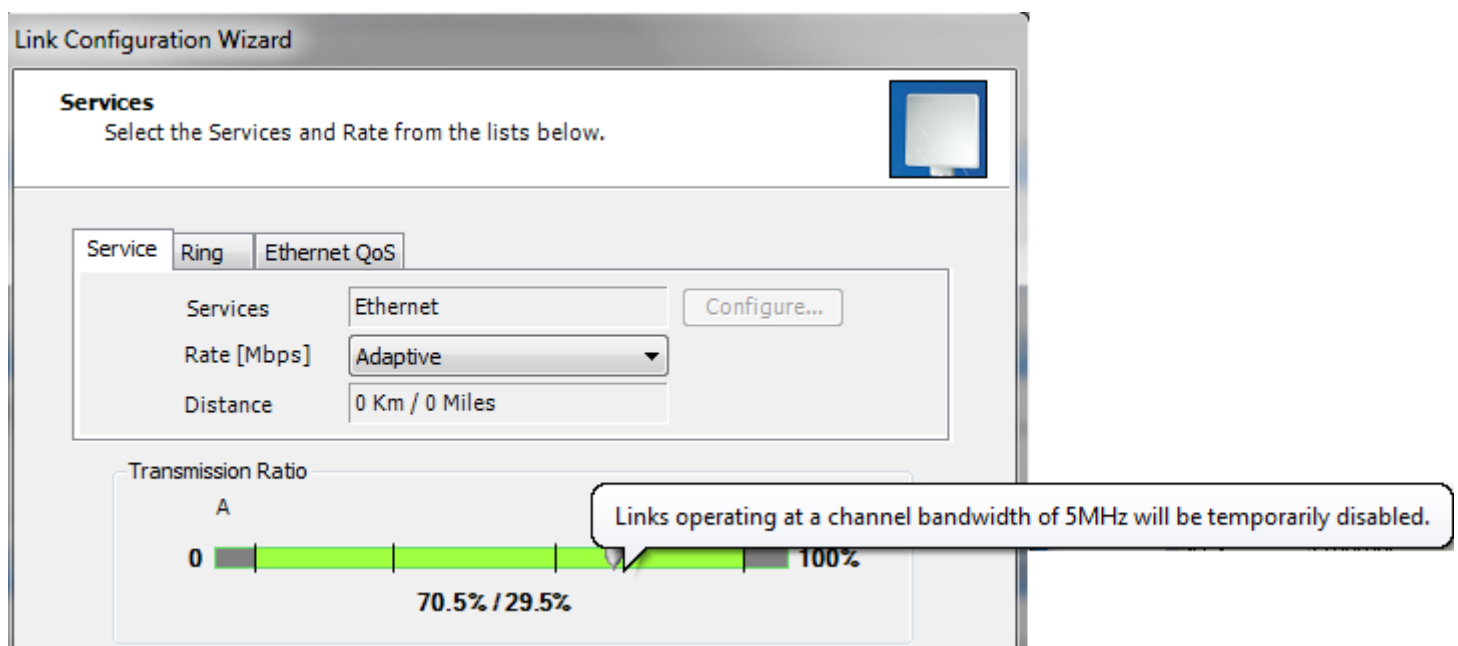 Link Configuration Wizard
Services
Select the Services and Rate from the lists below.
Service Ring Ethernet QoS
Services Ethernet Configure...
Rate [Mbps] Adaptive
Distance 0 Km / 0 Miles
Transmission Ratio
A
Links operating at a channel bandwidth of 5MHz will be temporarily disabled.
0 100%
70.5% / 29.5%